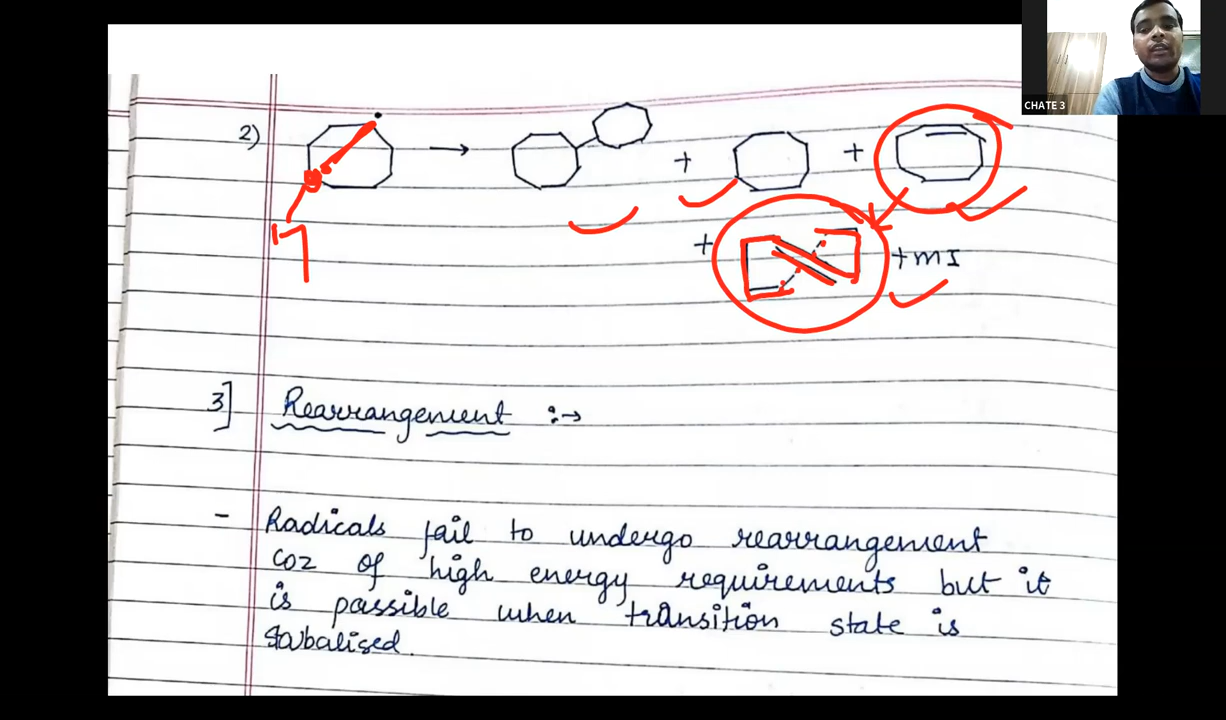 CHATE 3
2)
→
+
+
+
+ m I
3] Rearrangement :→
- Radicals fail to undergo rearrangement
coz of high energy requirements but it
is possible when transition state is
Stabalised.